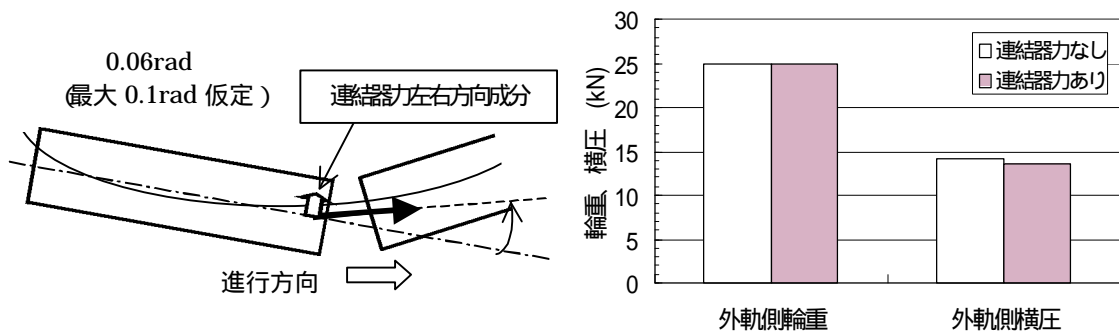 0.06rad
(最大 0.1rad 仮定 )
連結器力左右方向成分
進行方向
輪重、横圧 (kN)
30
25
20
15
10
5
0
連結器力なし
連結器力あり
外軌側輪重
外軌側横圧